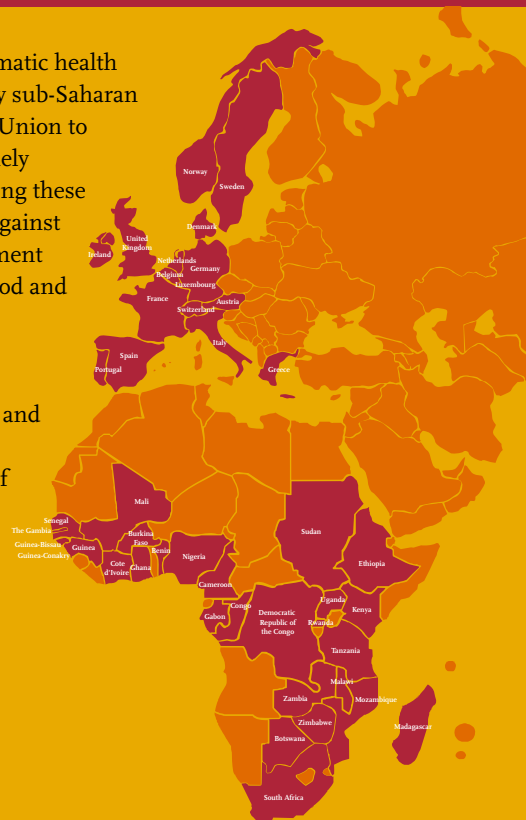 matic health
y sub-Saharan
Union to
ely
ng these
gainst
ment
od and
and
f
Norway
Sweden
Denmark
United
Kingdom
Ireland
Netherlands
Germany
Belgium
Luxembourg
France
Austria
Switzerland
Italy
Spain
Portugal
Greece
Mali
Senegal
The Gambia
Guinea-Bissau
Guinea-Conakry
Guinea
Burkina
Faso
Benin
Cote
d'Ivoire
Ghana
Nigeria
Sudan
Ethiopia
Cameroon
Congo
Gabon
Democratic
Republic of
the Congo
Uganda
Kenya
Rwanda
Tanzania
Malawi
Zambia
Mozambique
Zimbabwe
Madagascar
Botswana
South Africa